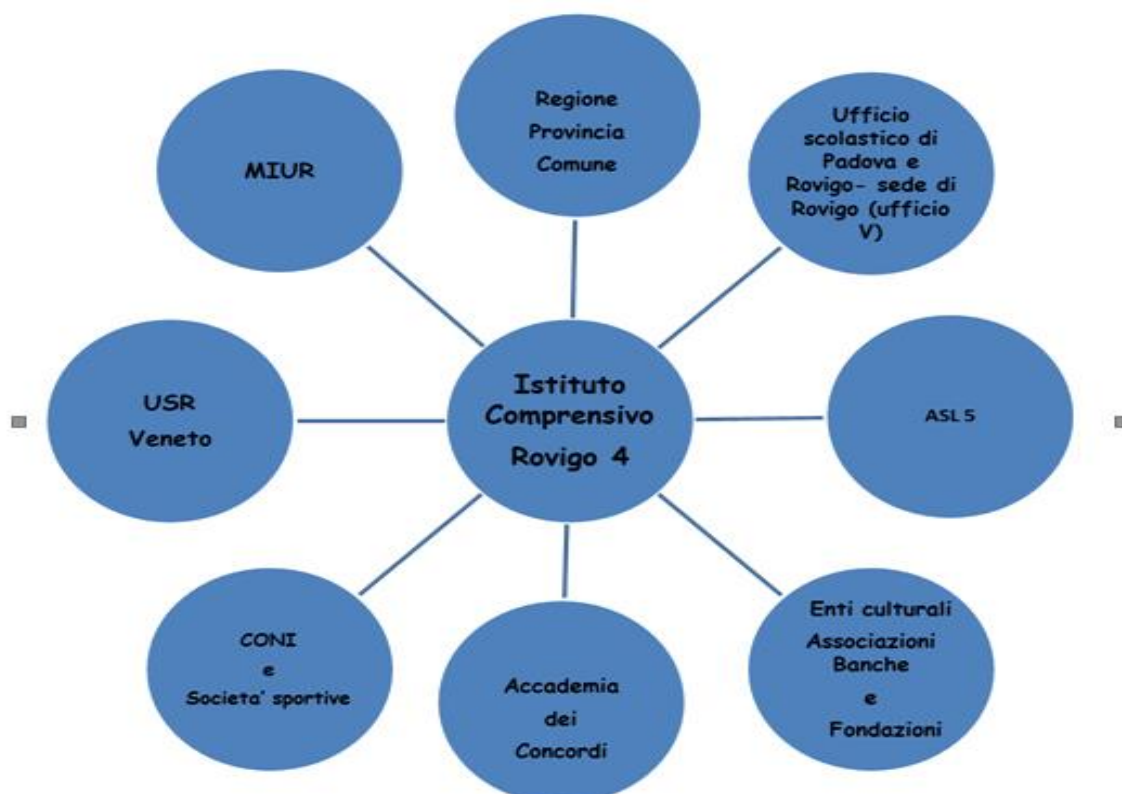 MIUR
Regione
Provincia
Comune
Ufficio
scolastico di
Padova e
Rovigo- sede di
Rovigo (ufficio
V)
USR
Veneto
Istituto
Comprensivo
Rovigo 4
ASL 5
CONI
e
Societa' sportive
Accademia
dei
Concordi
Enti culturali
Associazioni
Banche
e
Fondazioni